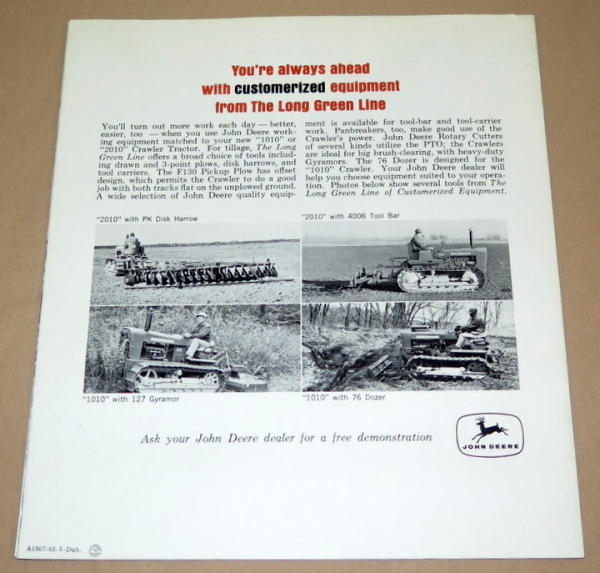 You're always ahead
with customerized equipment
from The Long Green Line
You'll turn out more work each day — better,
easier, too — when you use John Deere work-
ing equipment matched to your new "1010" or
"2010" Crawler Tractor. For tillage, The Long
Green Line offers a broad choice of tools includ-
ing drawn and 3-point plows, disk harrows, and
tool carriers. The F130 Pickup Plow has offset
design, which permits the Crawler to do a good
job with both tracks flat on the unplowed ground.
A wide selection of John Deere quality equip-
ment is available for tool-bar and tool-carrier
work. Panbreakers, too, make good use of the
Crawler's power. John Deere Rotary Cutters
of several kinds utilize the PTO; the Crawlers
are ideal for big brush-clearing, with heavy-duty
Gyramors. The 76 Dozer is designed for the
"1010" Crawler. Your John Deere dealer will
help you choose equipment suited to your opera-
tion. Photos below show several tools from The
Long Green Line of Customerized Equipment.
"2010" with PK Disk Harrow
"2010" with 400B Tool Bar
"1010" with 127 Gyramor
"1010" with 76 Dozer
Ask your John Deere dealer for a free demonstration
JOHN DEERE
A1867-63-3-Dub.